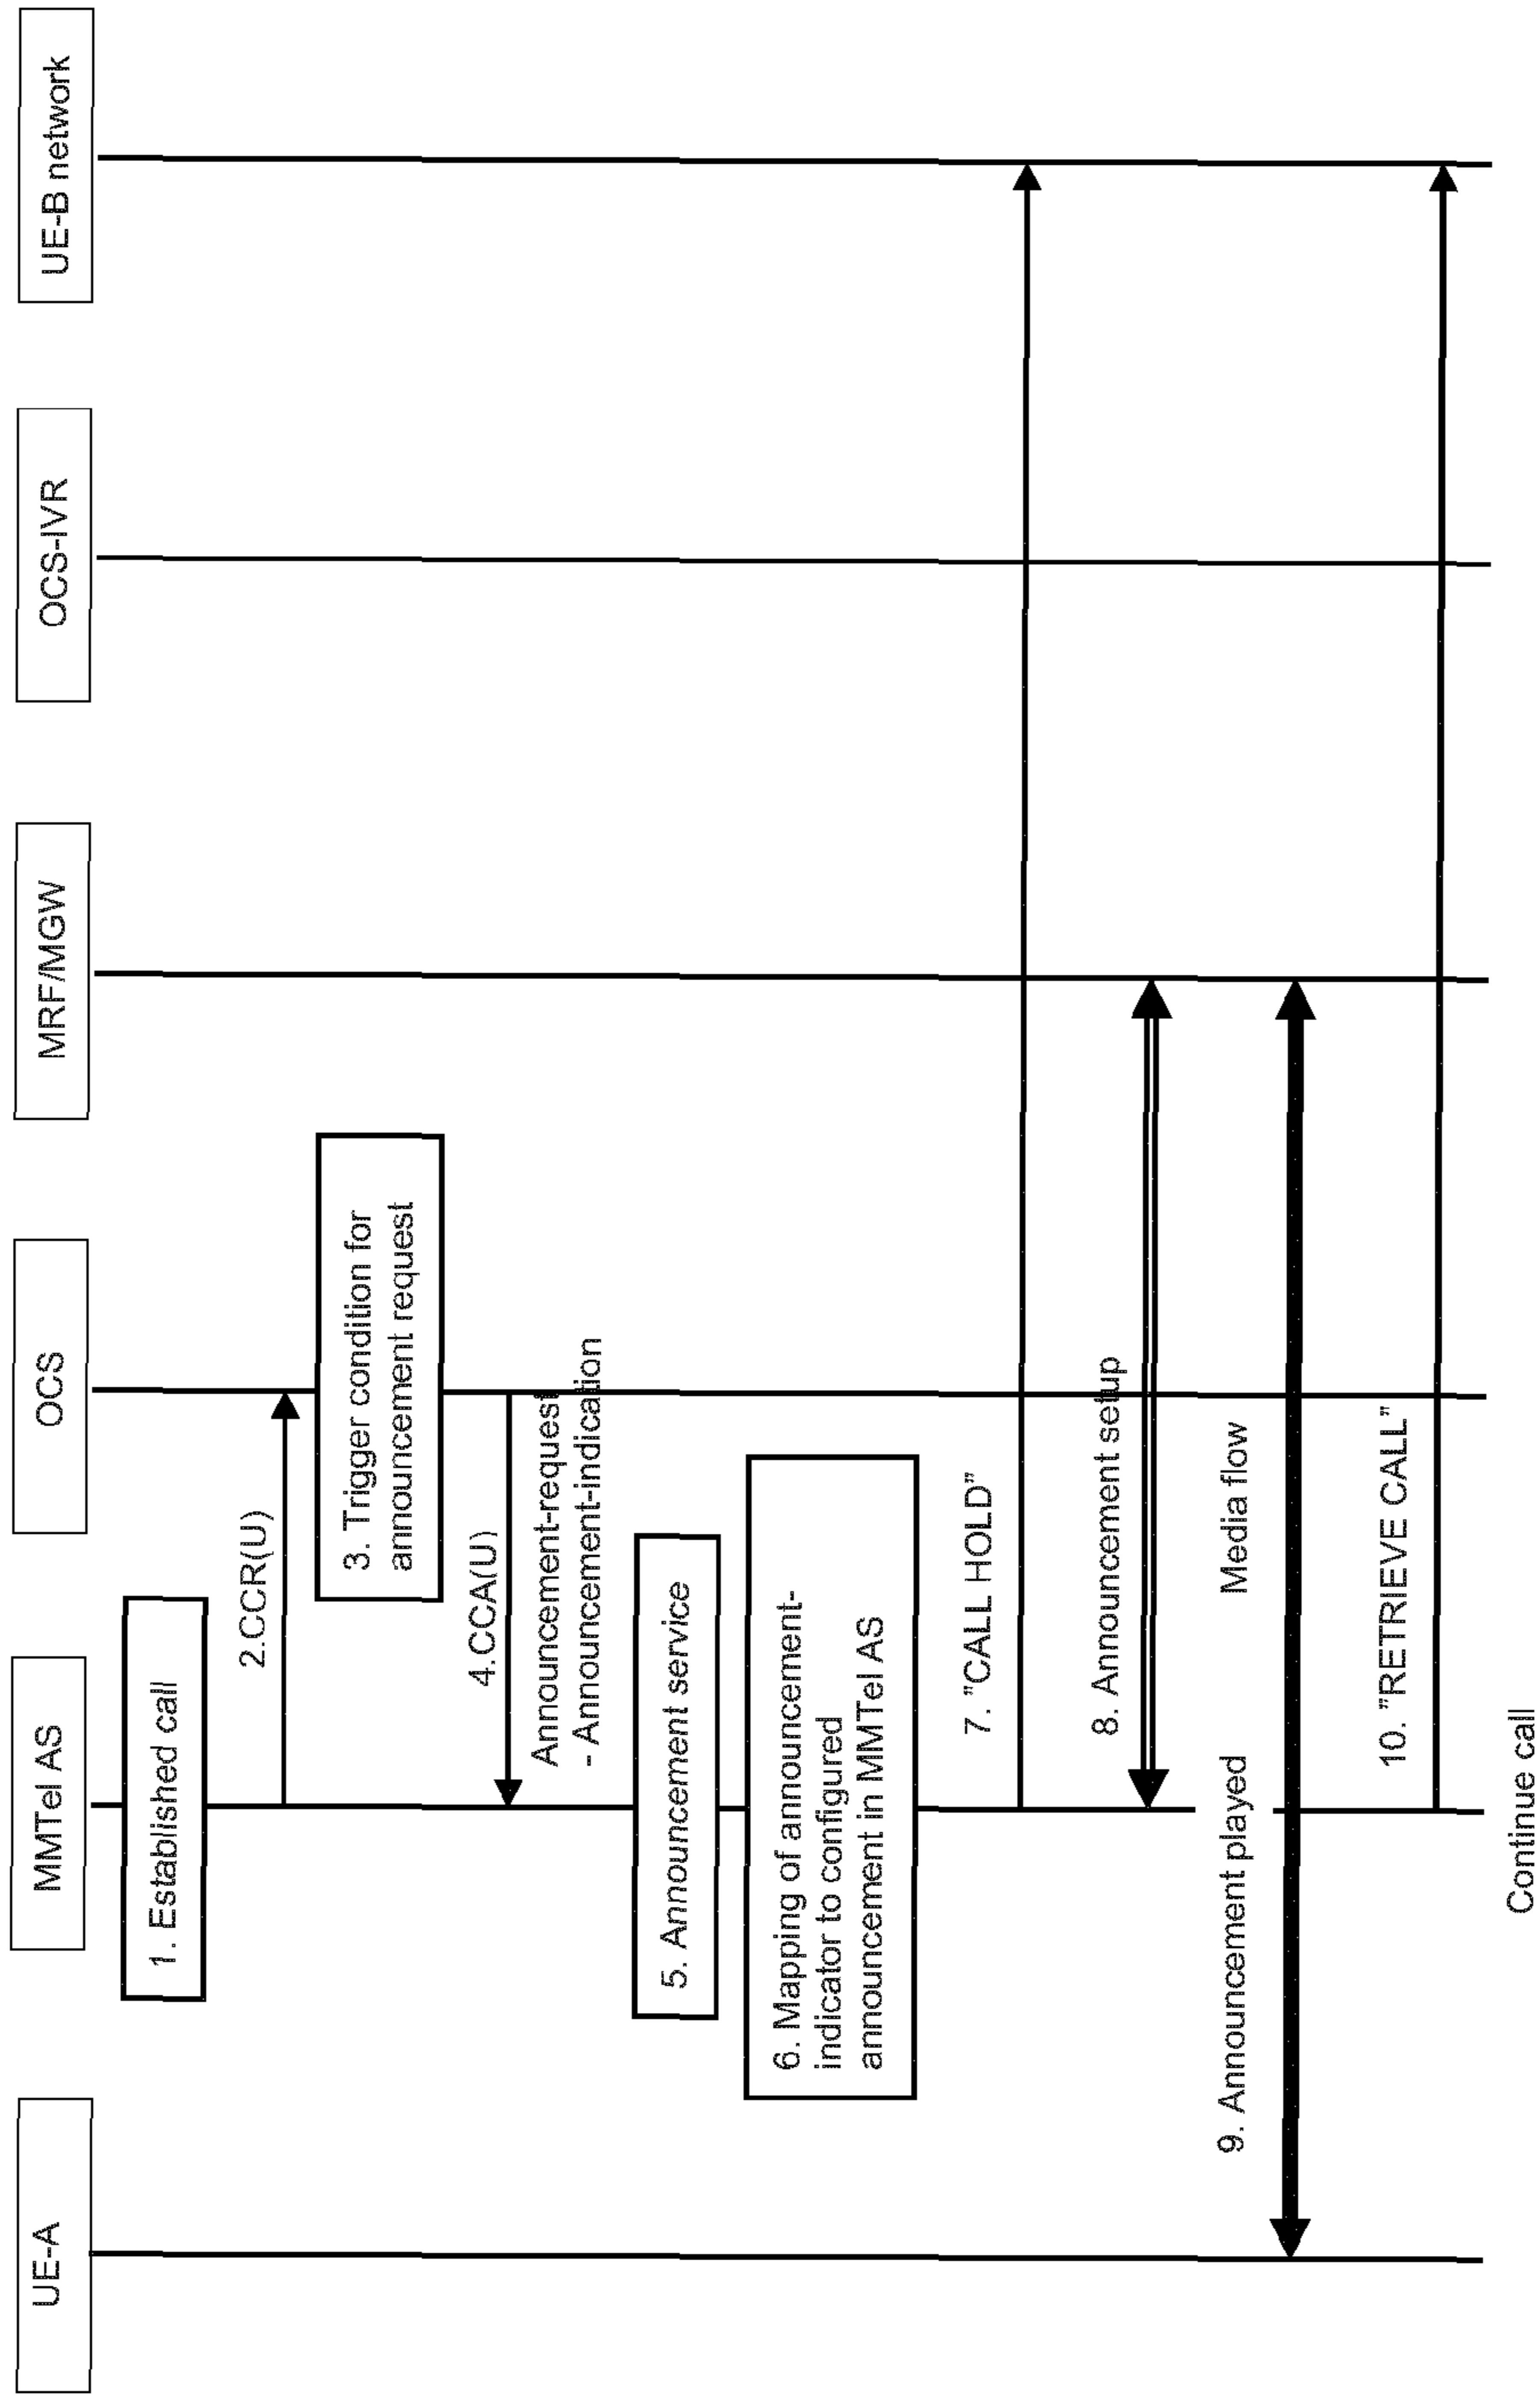 UE-A
MMTel AS
OCS
MRF/MGW
OCS-IVR
UE-B network
1. Established call
2.CCR(U)
3. Trigger condition for
announcement request
4.CCA(U)
Announcement-request
- Announcement-indication
5. Announcement service
6. Mapping of announcement-
indicator to configured
announcement in MMTel AS
7. "CALL HOLD"
8. Announcement setup
9. Announcement played
Media flow
10. "RETRIEVE CALL"
Continue call